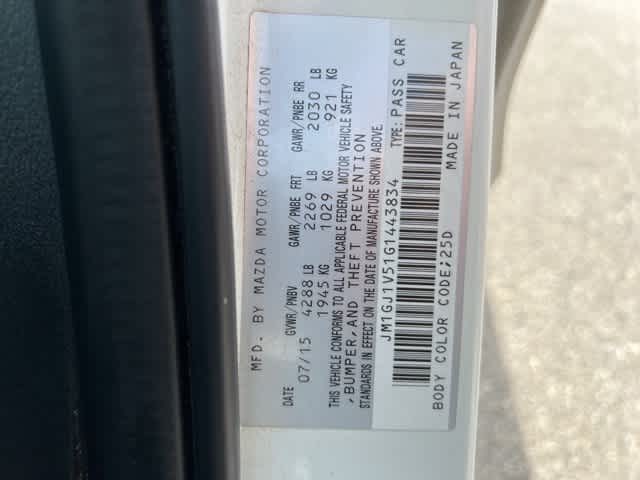 MFD. BY MAZDA MOTOR CORPORATION
DATE GVWR/PNBV GAWR/PNBE FRT GAWR/PNBE RR
07/15 4288 LB 2269 LB 2030 LB
1945 KG 1029 KG 921 KG
THIS VEHICLE CONFORMS TO ALL APPLICABLE FEDERAL MOTOR VEHICLE SAFETY
,BUMPER,AND THEFT PREVENTION
STANDARDS IN EFFECT ON THE DATE OF MANUFACTURE SHOWN ABOVE.
JM1GJ1V51G1443834 TYPE: PASS CAR
BODY COLOR CODE;25D MADE IN JAPAN